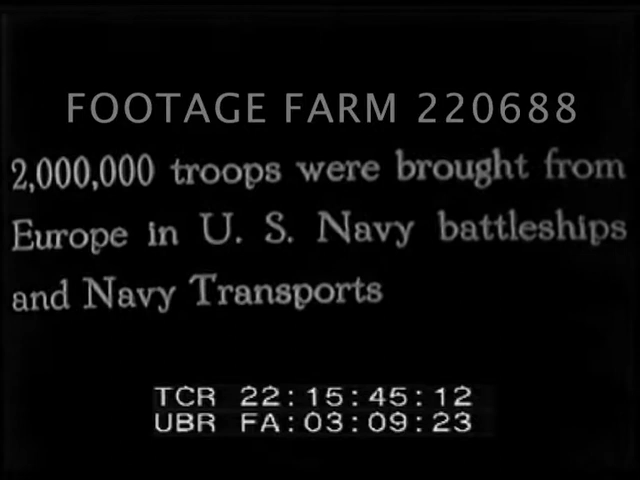 FOOTAGE FARM 220688
2,000,000 troops were brought from
Europe in U. S. Navy battleships
and Navy Transports
TCR 22:15:45:12
UBR FA:03:09:23